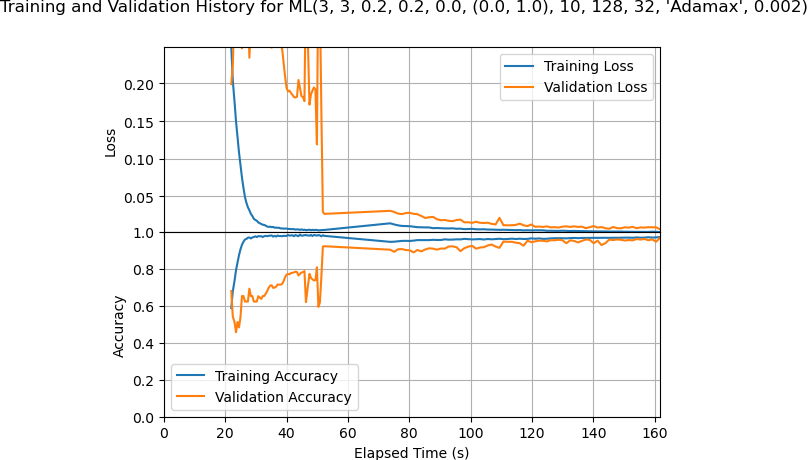 Training and Validation History for ML(3, 3, 0.2, 0.2, 0.0, (0.0, 1.0), 10, 128, 32, 'Adamax', 0.002)
Loss
0.20
0.15
0.10
0.05
Training Loss
Validation Loss
Accuracy
1.0
0.8
0.6
0.4
0.2
0.0
Training Accuracy
Validation Accuracy
0 20 40 60 80 100 120 140 160
Elapsed Time (s)